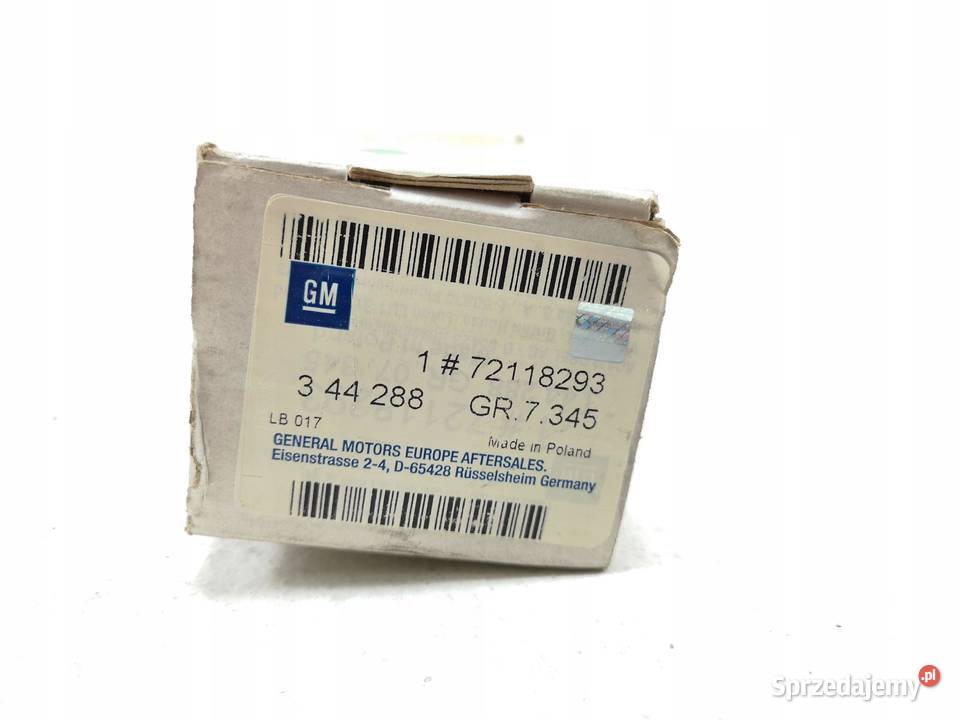 GM
1 # 72118293
3 44 288 GR.7.345
LB 017 Made in Poland
GENERAL MOTORS EUROPE AFTERSALES.
Eisenstrasse 2-4, D-65428 Rüsselsheim Germany
Sprzedajemy.pl